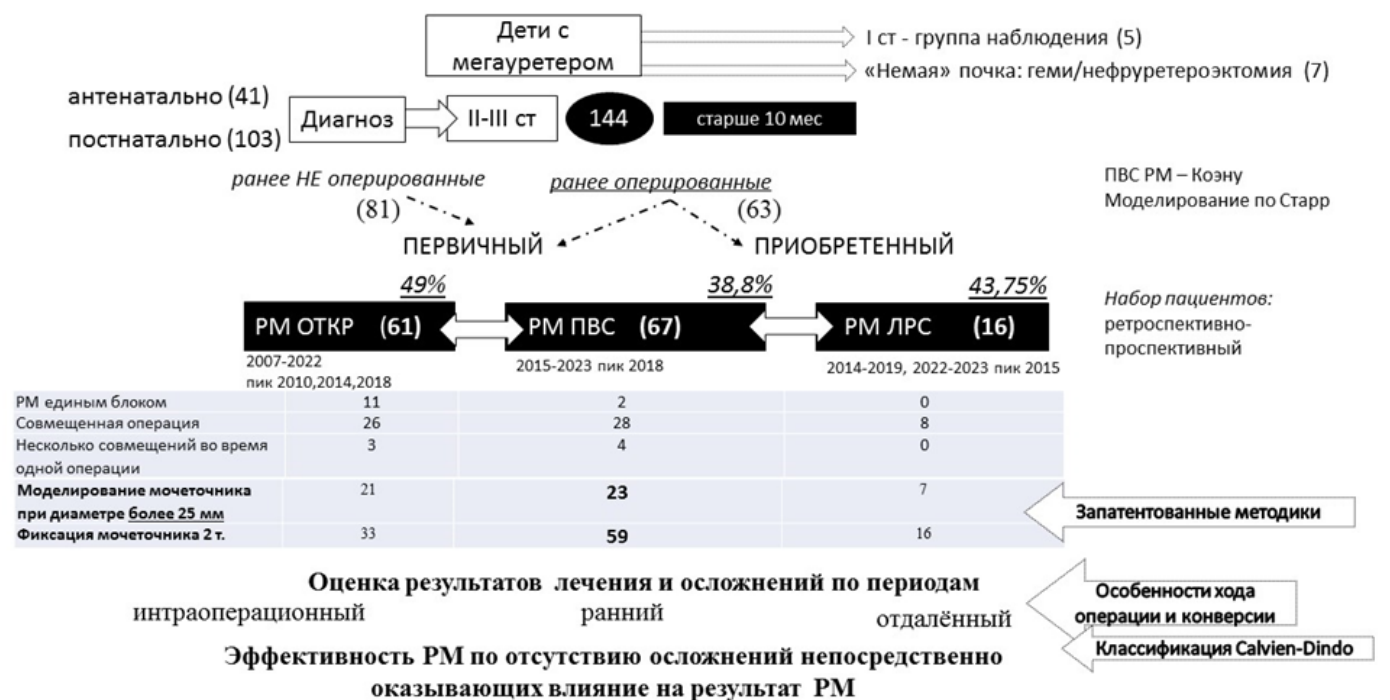 Дети с
мегауретером
I ст - группа наблюдения (5)
«Немая» почка: геми/нефруретероэктомия (7)
антенатально (41)
постнатально (103)
Диагноз
II-III ст
144
старше 10 мес
ранее НЕ оперированные
(81)
ранее оперированные
(63)
ПВС РМ – Коэну
Моделирование по Старр
ПЕРВИЧНЫЙ
ПРИОБРЕТЕННЫЙ
49%
38,8%
43,75%
РМ ОТКР (61)
РМ ПВС (67)
РМ ЛРС (16)
Набор пациентов:
ретроспективно-
проспективный
2007-2022
пик 2010,2014,2018
2015-2023 пик 2018
2014-2019, 2022-2023 пик 2015
РМ единым блоком 11 2 0
Совмещенная операция 26 28 8
Несколько совмещений во время 3 4 0
одной операции
Моделирование мочеточника 21 23 7
при диаметре более 25 мм
Фиксация мочеточника 2 т. 33 59 16
Запатентованные методики
Оценка результатов лечения и осложнений по периодам
интраоперационный ранний отдалённый
Особенности хода
операции и конверсии
Классификация Calvien-Dindo
Эффективность РМ по отсутствию осложнений непосредственно
оказывающих влияние на результат РМ